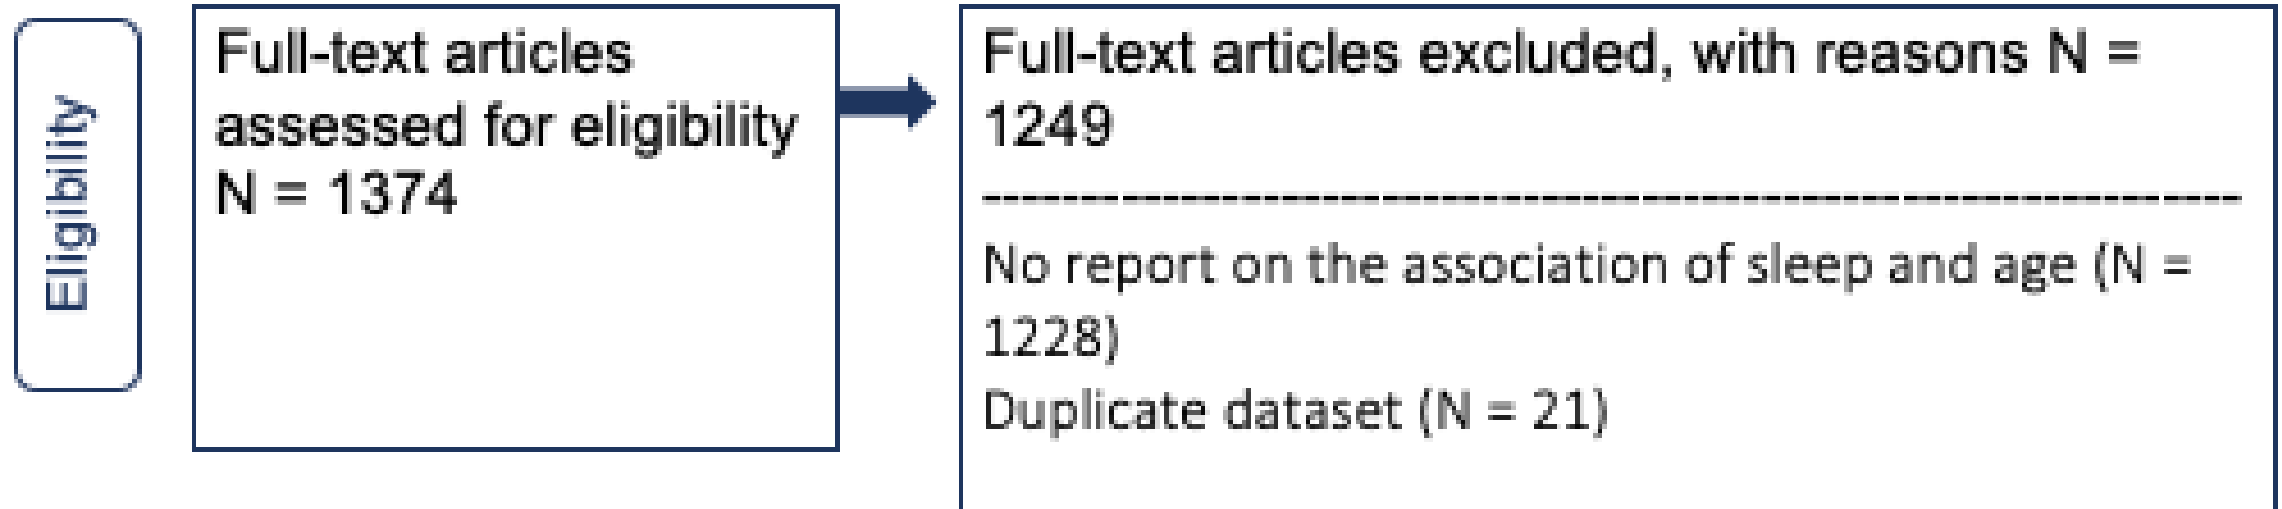 Eligibility
Full-text articles
assessed for eligibility
N = 1374
Full-text articles excluded, with reasons N =
1249
No report on the association of sleep and age (N =
1228)
Duplicate dataset (N = 21)